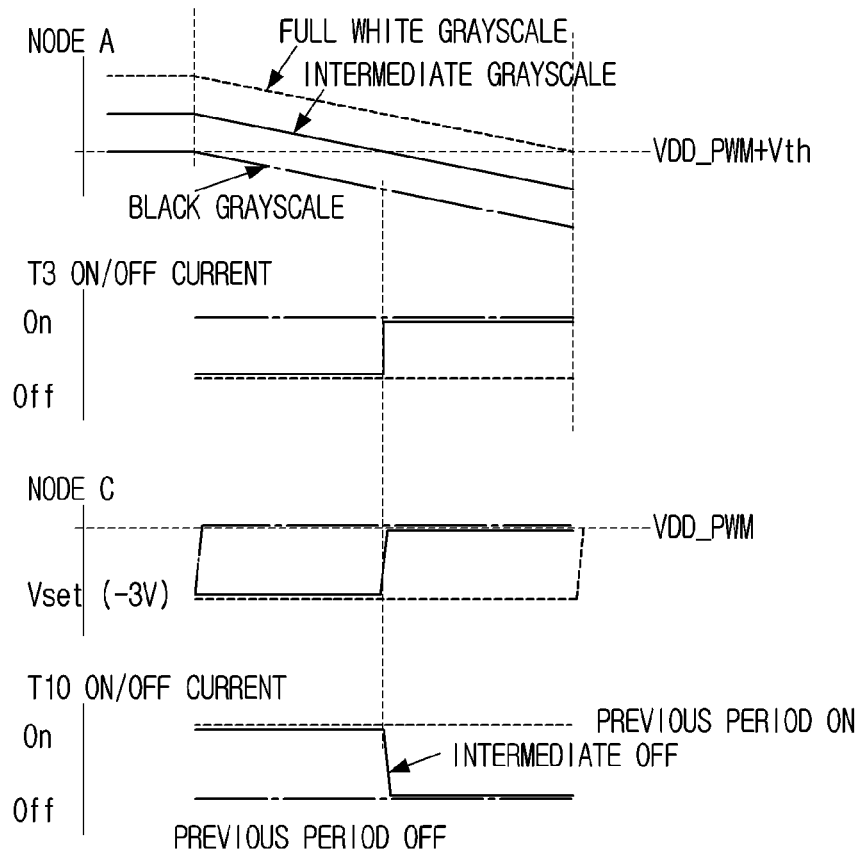 NODE A
FULL WHITE GRAYSCALE
INTERMEDIATE GRAYSCALE
VDD_PWM+Vth
BLACK GRAYSCALE
T3 ON/OFF CURRENT
On
Off
NODE C
VDD_PWM
Vset (-3V)
T10 ON/OFF CURRENT
PREVIOUS PERIOD ON
On
INTERMEDIATE OFF
Off
PREVIOUS PERIOD OFF